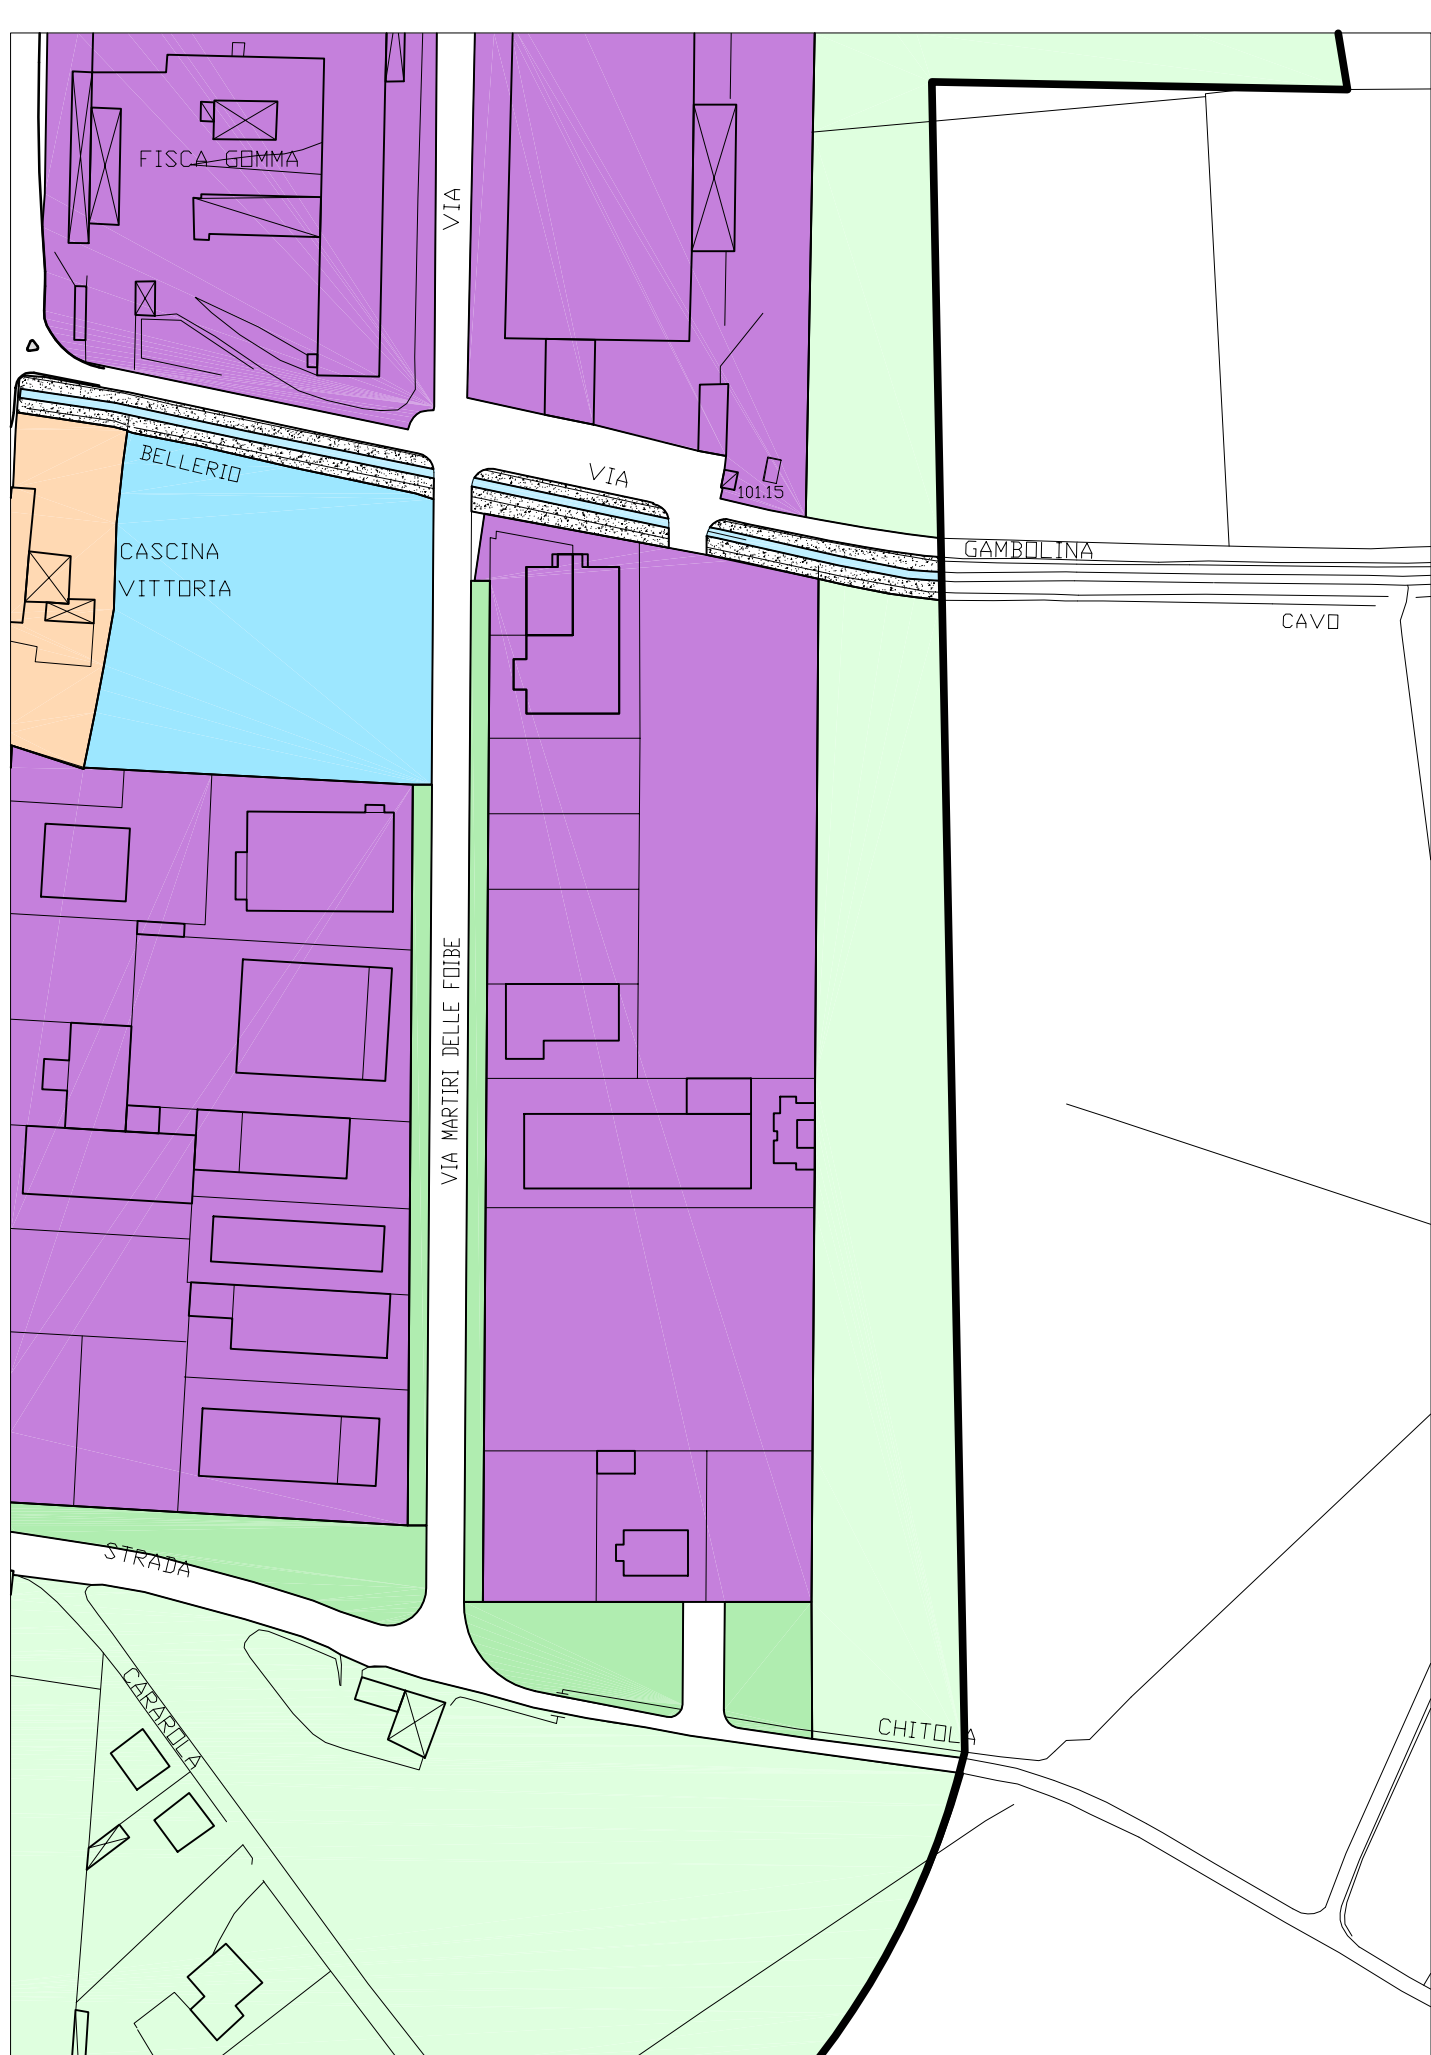 FISCA GOMMA
VIA
BELLERIO
VIA
101.15
GAMBOLINA
CASCINA
VITTORIA
CAVO
VIA MARTIRI DELLE FOIBE
STRADA
CARAROLA
CHITOLA